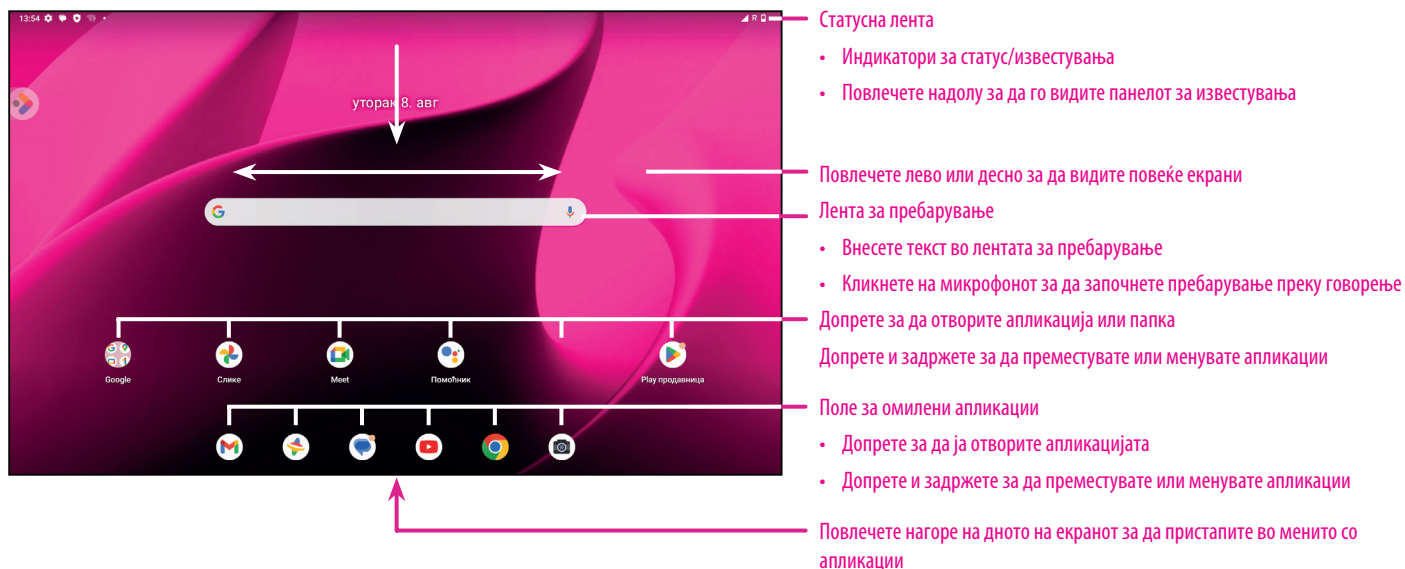 13:54
R
уторак 8. авг
Google
Слике
Meet
Помоћник
Play продавница
Статусна лента
• Индикатори за статус/известувања
• Повлечете надолу за да го видите панелот за известувања
Повлечете лево или десно за да видите повеќе екрани
Лента за пребарување
• Внесете текст во лентата за пребарување
• Кликнете на микрофонот за да започнете пребарување преку говорење
Допрете за да отворите апликација или папка
Допрете и задржете за да преместувате или менувате апликации
Поле за омилени апликации
• Допрете за да ја отворите апликацијата
• Допрете и задржете за да преместувате или менувате апликации
Повлечете нагоре на дното на екранот за да пристапите во менито со
апликации